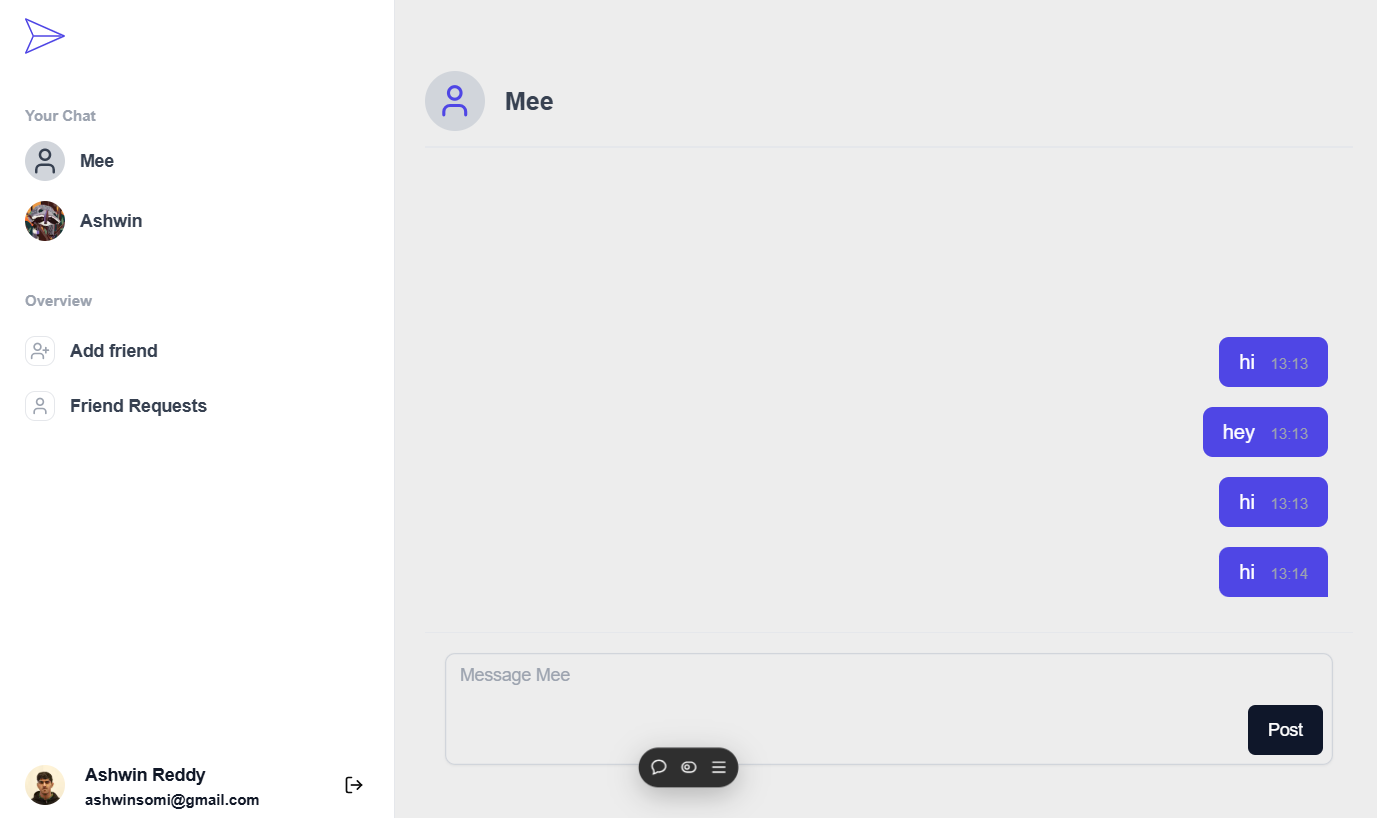 Your Chat
Mee
Ashwin
Overview
Add friend
Friend Requests
Ashwin Reddy
ashwinsomi@gmail.com
Mee
hi 13:13
hey 13:13
hi 13:13
hi 13:14
Message Mee
Post